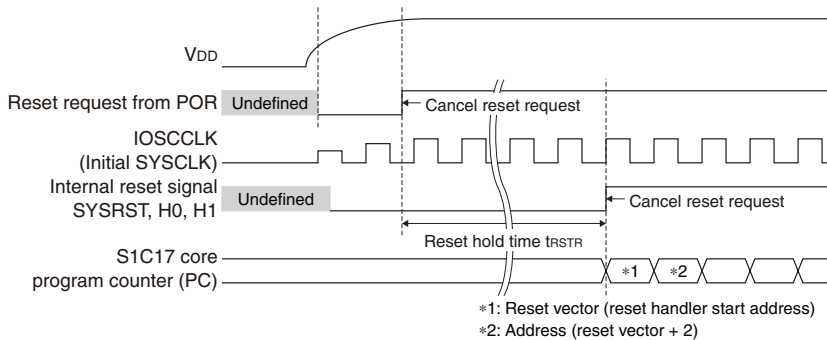 VDD
Reset request from POR
Undefined
Cancel reset request
IOSCCLK
(Initial SYSCLK)
Internal reset signal
SYSRST, H0, H1
Undefined
Cancel reset request
Reset hold time tRSTR
S1C17 core
program counter (PC)
*1
*2
*1: Reset vector (reset handler start address)
*2: Address (reset vector + 2)